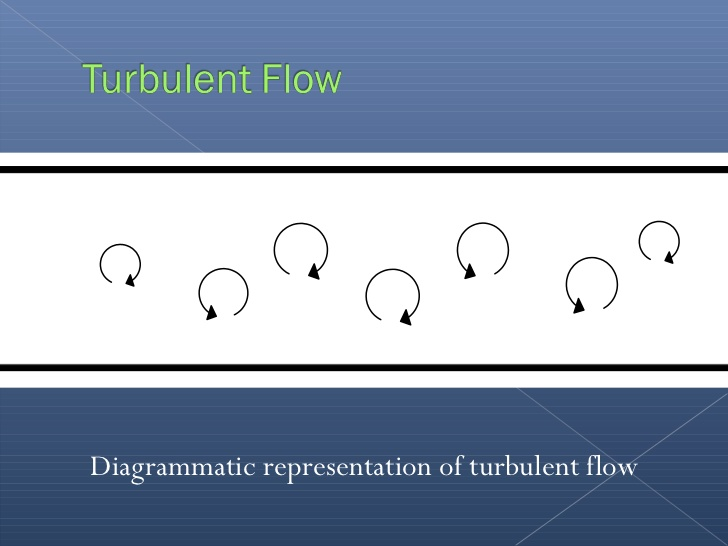 Turbulent Flow
Diagrammatic representation of turbulent flow